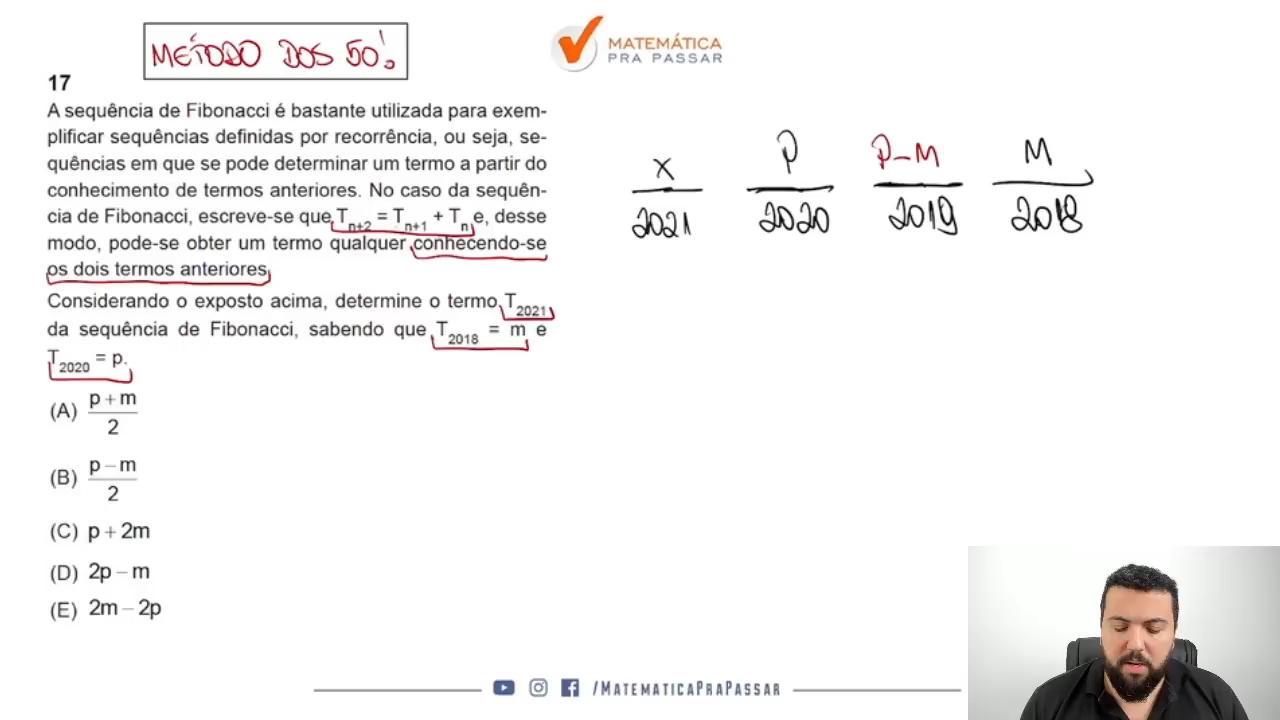 MÉTODO DOS 50!
MATEMÁTICA
PRA PASSAR
17
A sequência de Fibonacci é bastante utilizada para exem-
plificar sequências definidas por recorrência, ou seja, se-
quências em que se pode determinar um termo a partir do
conhecimento de termos anteriores. No caso da sequên-
cia de Fibonacci, escreve-se que Tn+2 = Tn+1 + Tn e, desse
modo, pode-se obter um termo qualquer conhecendo-se
os dois termos anteriores.
Considerando o exposto acima, determine o termo T2021
da sequência de Fibonacci, sabendo que T2018 = m e
T2020 = p.
(A) p + m
2
(B) p – m
2
(C) p + 2m
(D) 2p – m
(E) 2m – 2p
X P P-M M
2021 2020 2019 2018
/MATEMATICAPRAPASSAR